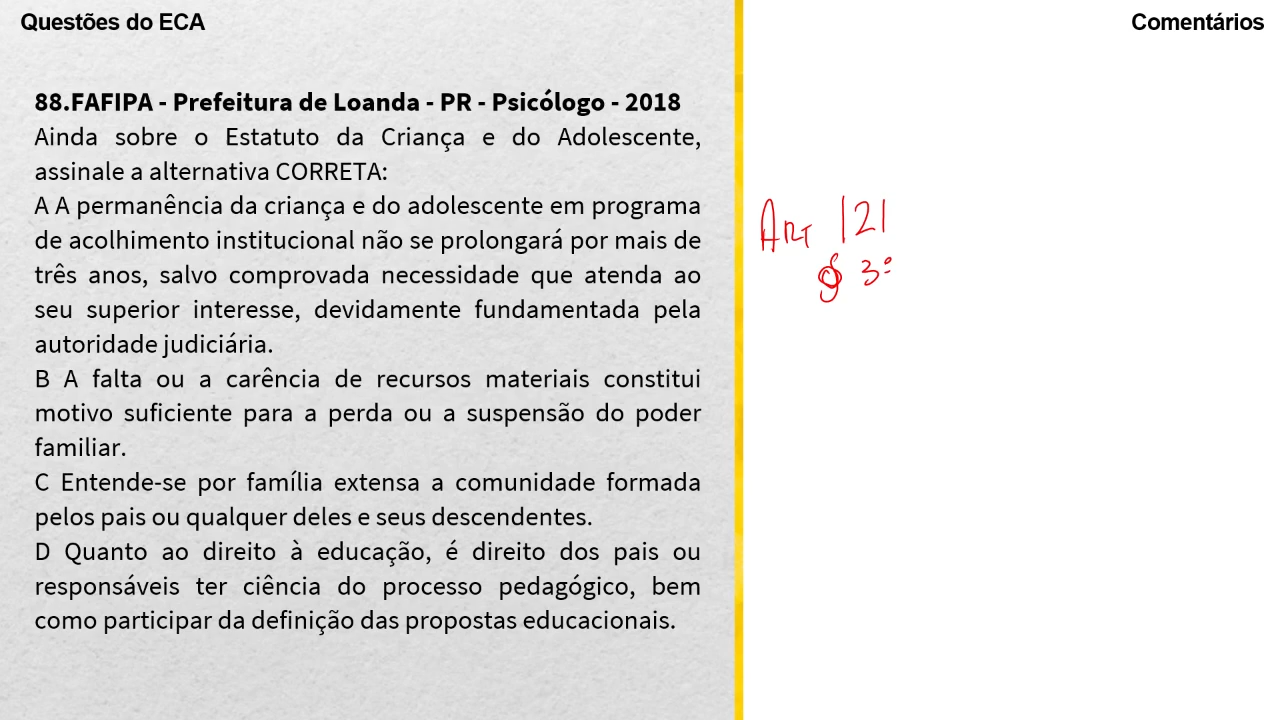 Questões do ECA
Comentários
88.FAFIPA - Prefeitura de Loanda - PR - Psicólogo - 2018
Ainda sobre o Estatuto da Criança e do Adolescente,
assinale a alternativa CORRETA:
A A permanência da criança e do adolescente em programa
de acolhimento institucional não se prolongará por mais de
três anos, salvo comprovada necessidade que atenda ao
seu superior interesse, devidamente fundamentada pela
autoridade judiciária.
B A falta ou a carência de recursos materiais constitui
motivo suficiente para a perda ou a suspensão do poder
familiar.
C Entende-se por família extensa a comunidade formada
pelos pais ou qualquer deles e seus descendentes.
D Quanto ao direito à educação, é direito dos pais ou
responsáveis ter ciência do processo pedagógico, bem
como participar da definição das propostas educacionais.
ART 121
§ 3º